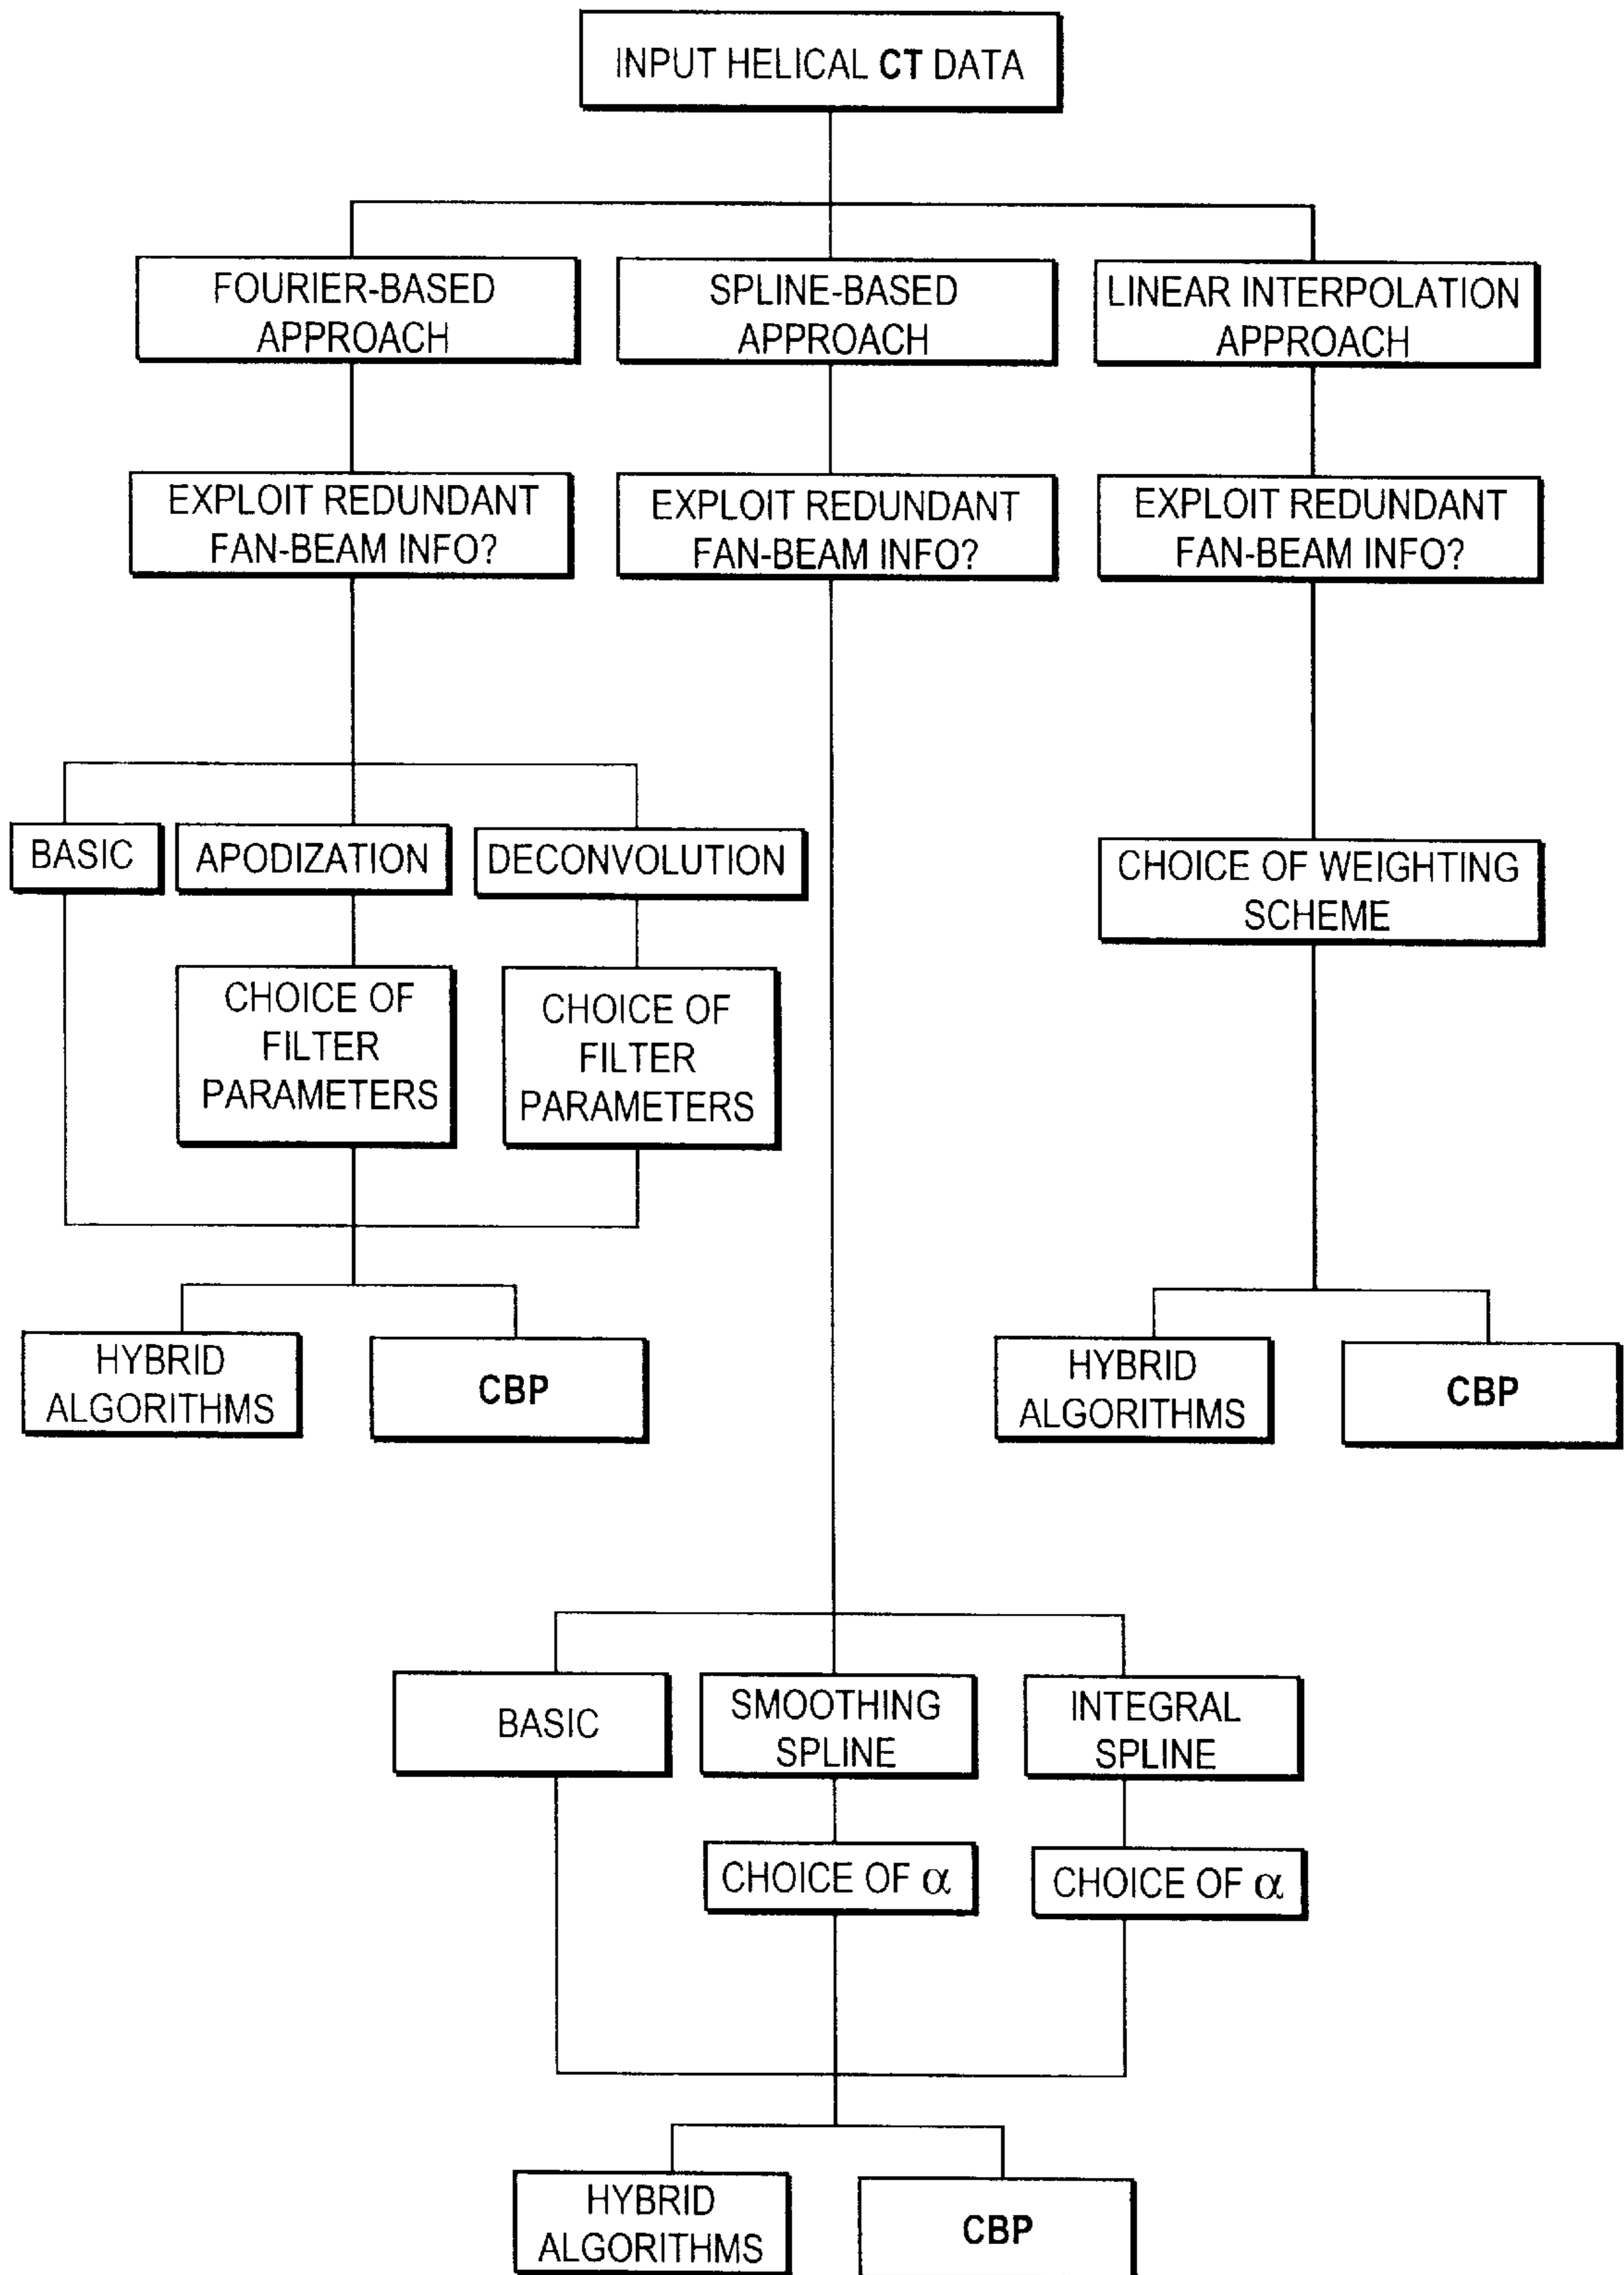 INPUT HELICAL CT DATA
FOURIER-BASED
APPROACH
SPLINE-BASED
APPROACH
LINEAR INTERPOLATION
APPROACH
EXPLOIT REDUNDANT
FAN-BEAM INFO?
EXPLOIT REDUNDANT
FAN-BEAM INFO?
EXPLOIT REDUNDANT
FAN-BEAM INFO?
BASIC
APODIZATION
DECONVOLUTION
CHOICE OF WEIGHTING
SCHEME
CHOICE OF
FILTER
PARAMETERS
CHOICE OF
FILTER
PARAMETERS
HYBRID
ALGORITHMS
CBP
HYBRID
ALGORITHMS
CBP
BASIC
SMOOTHING
SPLINE
INTEGRAL
SPLINE
CHOICE OF α
CHOICE OF α
HYBRID
ALGORITHMS
CBP